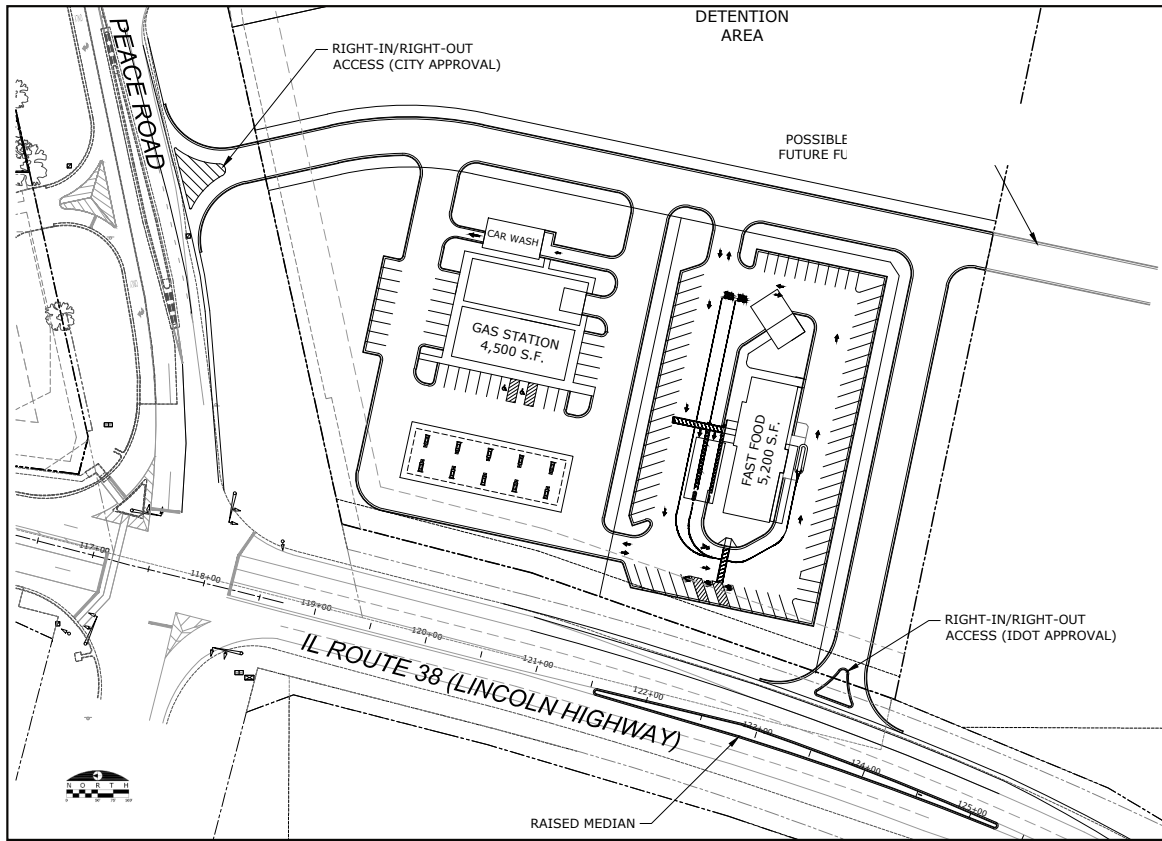 DETENTION
AREA
PEACE ROAD
RIGHT-IN/RIGHT-OUT
ACCESS (CITY APPROVAL)
POSSIBLE
FUTURE FU
CAR WASH
GAS STATION
4,500 S.F.
FAST FOOD
5,200 S.F.
117+00
118+00
119+00
120+00
121+00
122+00
123+00
124+00
125+00
IL ROUTE 38 (LINCOLN HIGHWAY)
RIGHT-IN/RIGHT-OUT
ACCESS (IDOT APPROVAL)
RAISED MEDIAN
NORTH